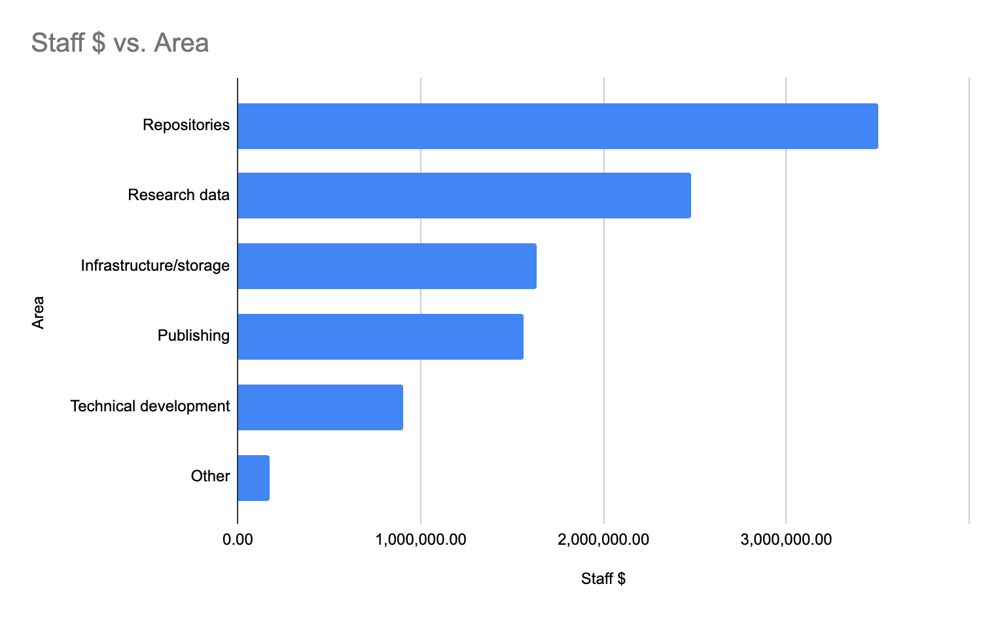 Staff $ vs. Area
Repositories
Research data
Infrastructure/storage
Publishing
Technical development
Other
Area
0.00
1,000,000.00
2,000,000.00
3,000,000.00
Staff $